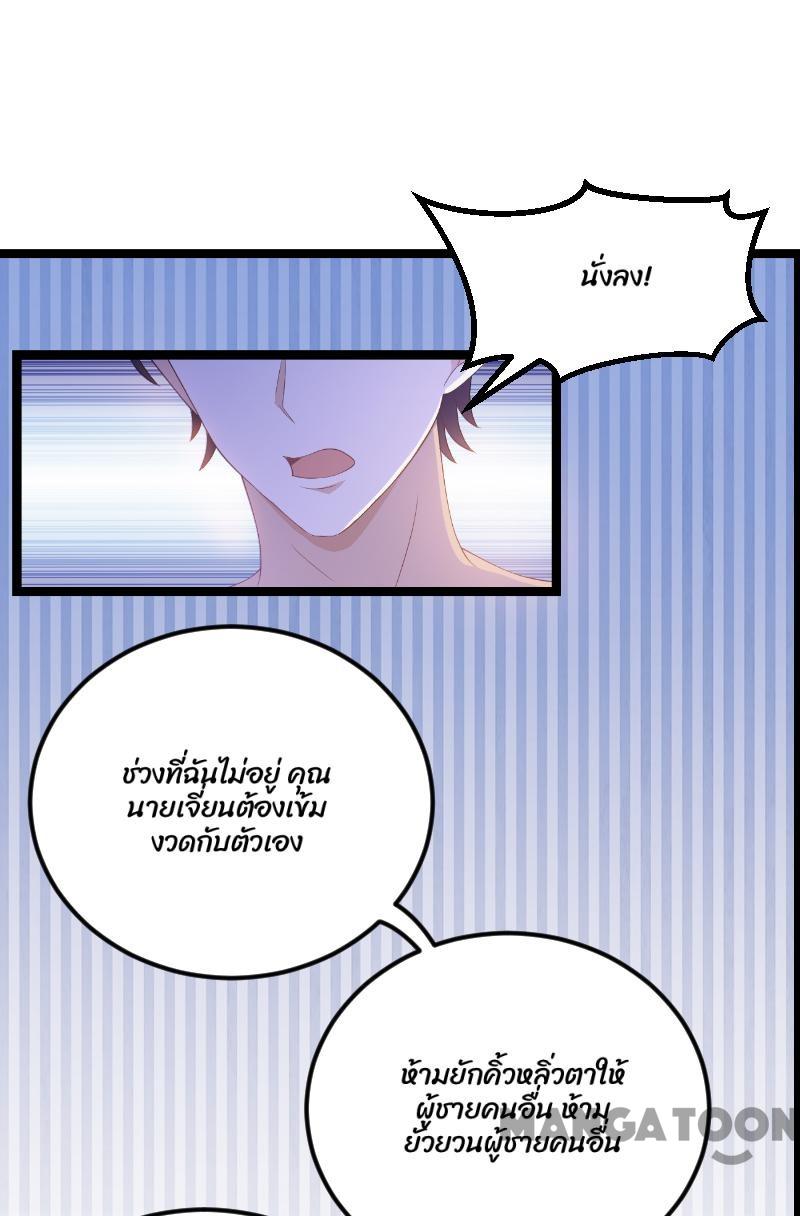 นั่งลง!
ช่วงที่ฉันไม่อยู่ คุณ
นายเจี่ยนต้องเข้ม
งวดกับตัวเอง
ห้ามยักคิ้วหลิ่วตาให้
ผู้ชายคนอื่น ห้าม
ยั่วยวนผู้ชายคนอื่น
MANGATOON